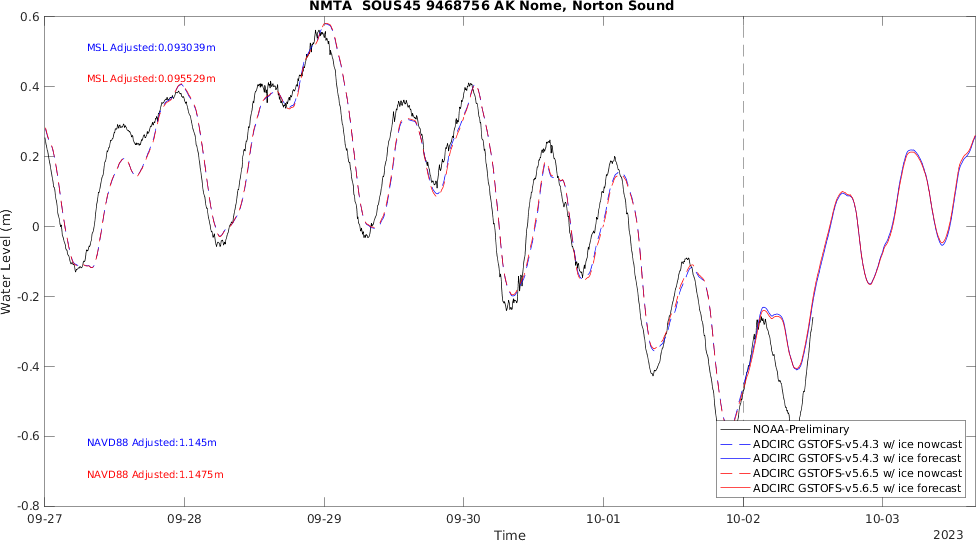 NMTA  SOUS45 9468756 AK Nome, Norton Sound
0.6
0.4
0.2
0
-0.2
-0.4
-0.6
-0.8
Water Level (m)
MSL Adjusted:0.093039m
MSL Adjusted:0.095529m
NAVD88 Adjusted:1.145m
NAVD88 Adjusted:1.1475m
NOAA-Preliminary
ADCIRC GSTOFS-v5.4.3 w/ ice nowcast
ADCIRC GSTOFS-v5.4.3 w/ ice forecast
ADCIRC GSTOFS-v5.6.5 w/ ice nowcast
ADCIRC GSTOFS-v5.6.5 w/ ice forecast
09-27 09-28 09-29 09-30 10-01 10-02 10-03
Time
2023